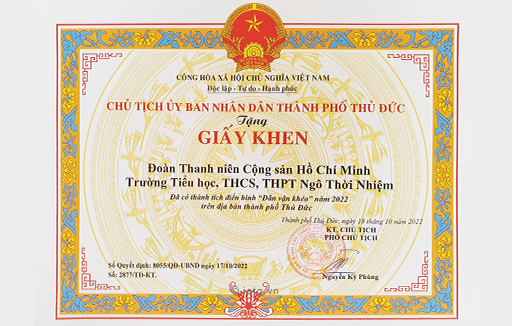 CỘNG HÒA XÃ HỘI CHỦ NGHĨA VIỆT NAM
Độc lập - Tự do - Hạnh phúc
CHỦ TỊCH ỦY BAN NHÂN DÂN THÀNH PHỐ THỦ ĐỨC
Tặng
GIẤY KHEN
Đoàn Thanh niên Cộng sản Hồ Chí Minh
Trường Tiểu học, THCS, THPT Ngô Thời Nhiệm
Đã có thành tích điển hình “Dân vận khéo” năm 2022
trên địa bàn thành phố Thủ Đức
Thành phố Thủ Đức, ngày 18 tháng 10 năm 2022
KT. CHỦ TỊCH
PHÓ CHỦ TỊCH
Số Quyết định: 8055/QĐ-UBND ngày 17/10/2022
Số: 2877/TĐ-KT.
Nguyễn Kỳ Phùng